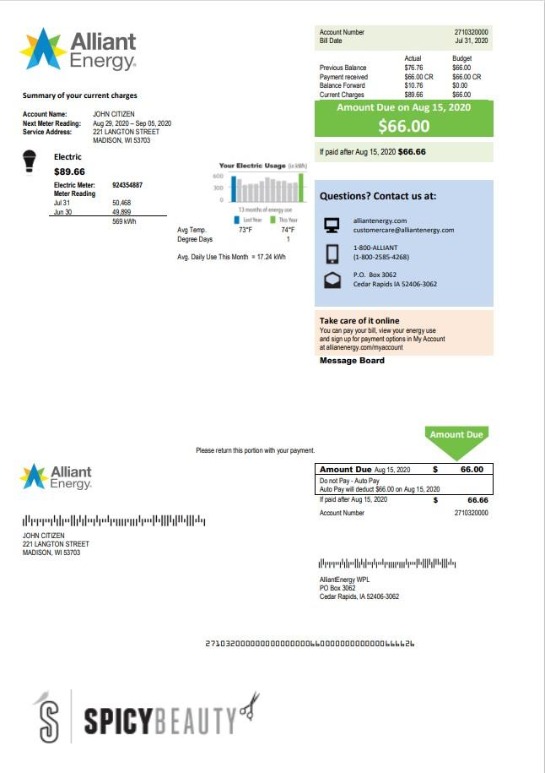 Alliant
Energy®
Account Number 2710320000
Bill Date Jul 31, 2020
Actual Budget
Previous Balance $76.76 $66.00
Payment received $66.00 CR $66.00 CR
Balance Forward $10.76 $0.00
Current Charges $89.66 $66.00
Amount Due on Aug 15, 2020
$66.00
If paid after Aug 15, 2020 $66.66
Summary of your current charges
Account Name: JOHN CITIZEN
Next Meter Reading: Aug 29, 2020 – Sep 05, 2020
Service Address: 221 LANGTON STREET
MADISON, WI 53703
Electric
$89.66
Electric Meter: 924354887
Meter Reading
Jul 31 50,468
Jun 30 49,899
569 kWh
Your Electric Usage (in kWh)
600
300
0
13 months of energy use
Last Year This Year
Avg Temp. 73°F 74°F
Degree Days 1
Avg. Daily Use This Month = 17.24 kWh
Questions? Contact us at:
alliantenergy.com
customercare@alliantenergy.com
1-800-ALLIANT
(1-800-2585-4268)
P.O. Box 3062
Cedar Rapids IA 52406-3062
Take care of it online
You can pay your bill, view your energy use
and sign up for payment options in My Account
at alliantenergy.com/myaccount
Message Board
Amount Due
Please return this portion with your payment.
Alliant
Energy.
Amount Due Aug 15, 2020 $ 66.00
Do not Pay - Auto Pay
Auto Pay will deduct $66.00 on Aug 15, 2020
If paid after Aug 15, 2020 $ 66.66
Account Number 2710320000
JOHN CITIZEN
221 LANGTON STREET
MADISON, WI 53703
AlliantEnergy WPL
PO Box 3062
Cedar Rapids, IA 52406-3062
SPICYBEAUTY